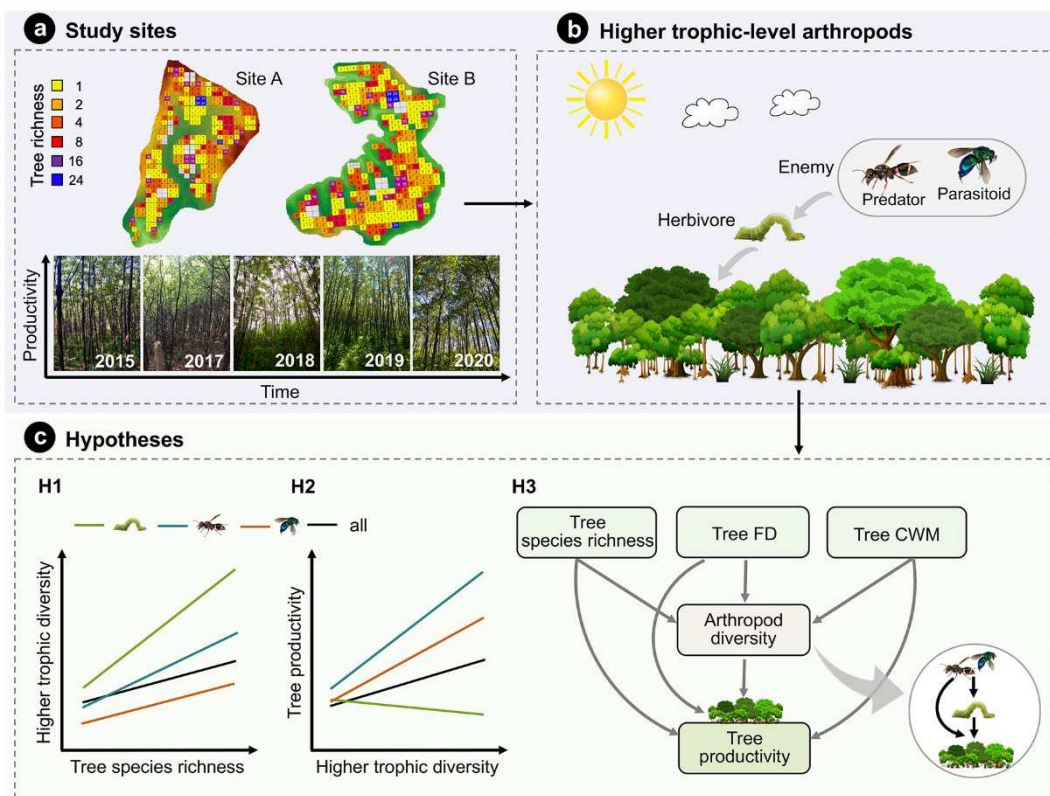 a Study sites
Tree richness
1
2
4
8
16
24
Site A
Site B
Productivity
2015
2017
2018
2019
2020
Time
b Higher trophic-level arthropods
Enemy
Predator
Parasitoid
Herbivore
c Hypotheses
H1
H2
all
Higher trophic diversity
Tree species richness
Tree productivity
Higher trophic diversity
H3
Tree
species richness
Tree FD
Tree CWM
Arthropod
diversity
Tree
productivity